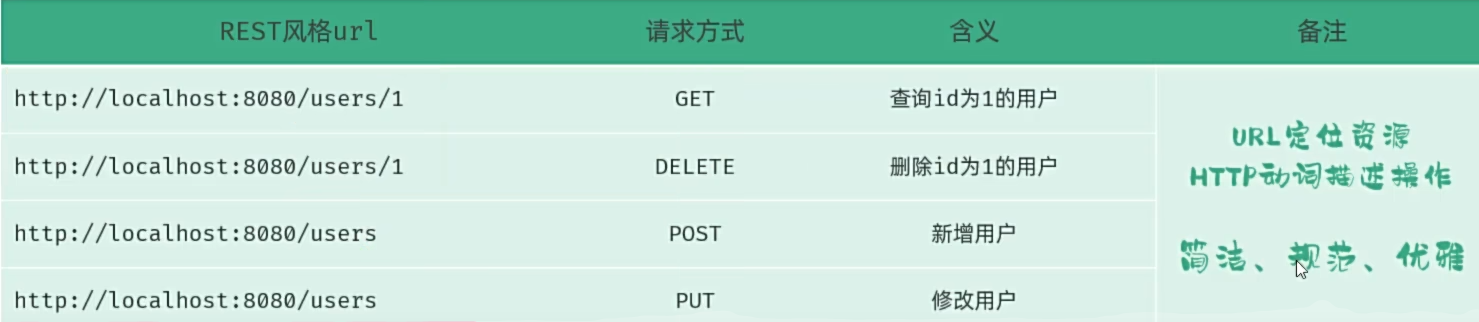 REST风格url 请求方式 含义 备注
http://localhost:8080/users/1 GET 查询id为1的用户
http://localhost:8080/users/1 DELETE 删除id为1的用户
http://localhost:8080/users POST 新增用户
http://localhost:8080/users PUT 修改用户
URL定位资源
HTTP动词描述操作
简洁、规范、优雅